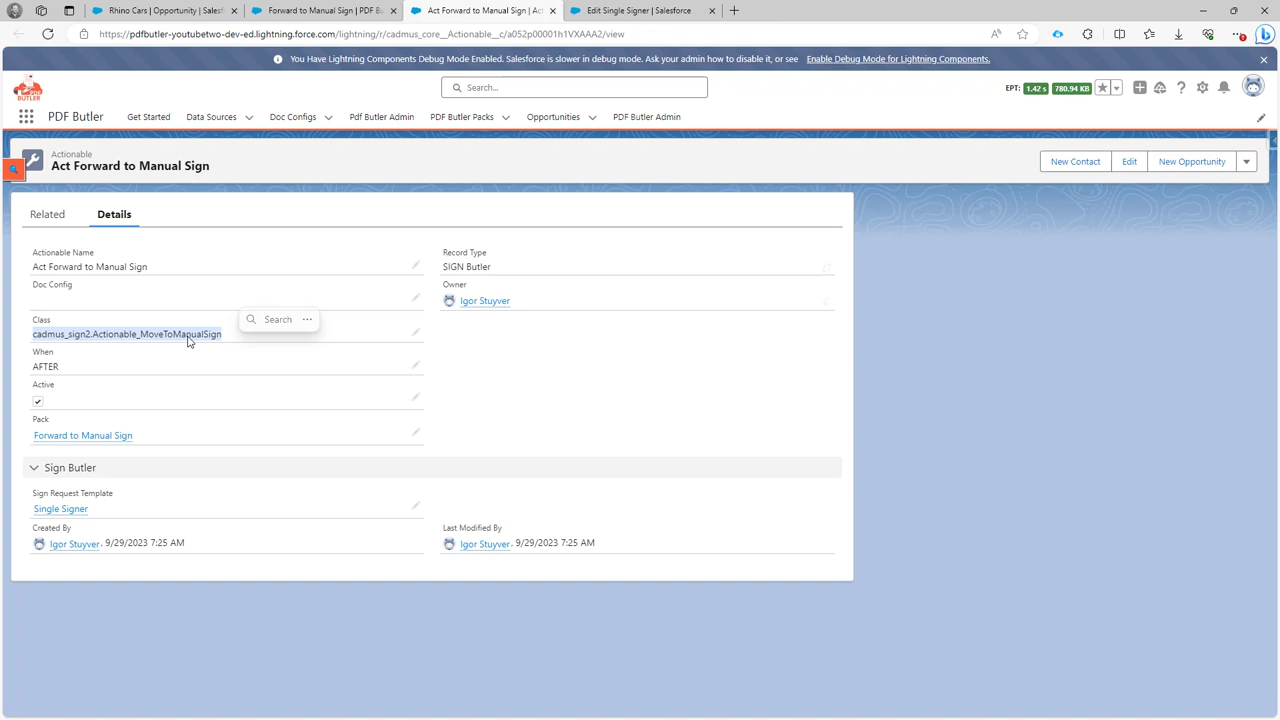 Rhino Cars | Opportunity | Salesf
Forward to Manual Sign | PDF Bu
Act Forward to Manual Sign | Ac
Edit Single Signer | Salesforce
https://pdfbutler-youtubetwo-dev-ed.lightning.force.com/lightning/r/cadmus_core__Actionable__c/a052p00001h1VXAAA2/view
You Have Lightning Components Debug Mode Enabled. Salesforce is slower in debug mode. Ask your admin how to disable it, or see Enable Debug Mode for Lightning Components.
PDF BUTLER
Search...
EPT: 1.42 s 780.94 KB
PDF Butler
Get Started Data Sources Doc Configs Pdf Butler Admin PDF Butler Packs Opportunities PDF Butler Admin
Actionable
Act Forward to Manual Sign
New Contact Edit New Opportunity
Related Details
Actionable Name
Act Forward to Manual Sign
Record Type
SIGN Butler
Doc Config
Owner
Igor Stuyver
Class
cadmus_sign2.Actionable_MoveToManualSign
Search ...
When
AFTER
Active
Pack
Forward to Manual Sign
Sign Butler
Sign Request Template
Single Signer
Created By
Igor Stuyver, 9/29/2023 7:25 AM
Last Modified By
Igor Stuyver, 9/29/2023 7:25 AM